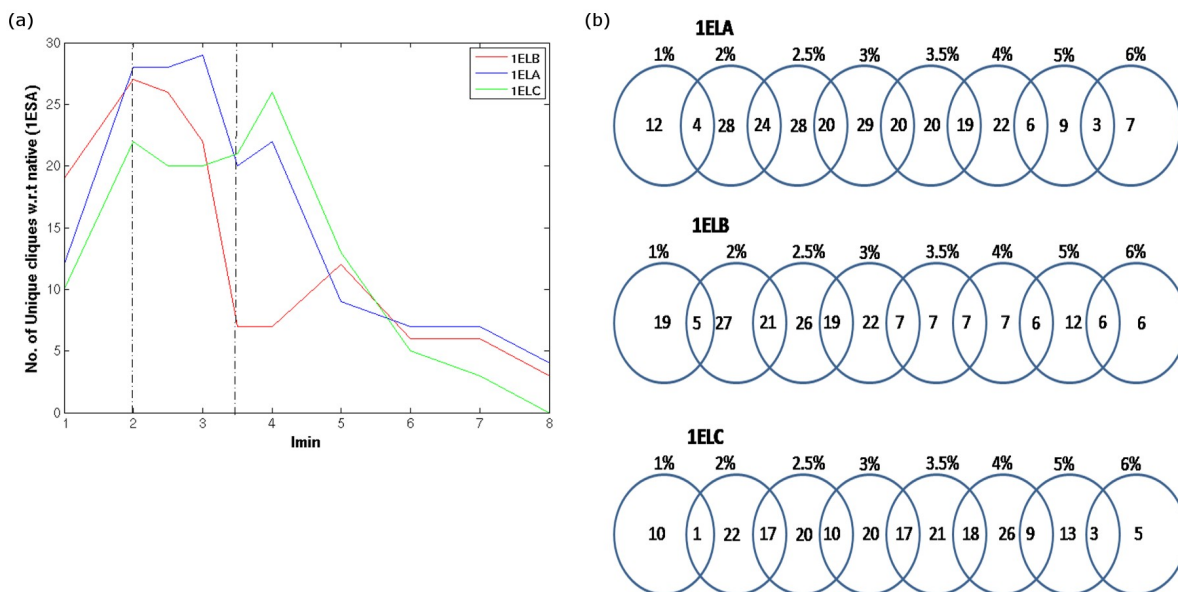 (a)
30
25
20
15
10
5
0
No. of Unique cliques w.r.t native (1ESA)
1ELB
1ELA
1ELC
1 2 3 4 5 6 7 8
Imin
(b)
1ELA
1% 2% 2.5% 3% 3.5% 4% 5% 6%
12 4 28 24 28 20 29 20 20 19 22 6 9 3 7
1ELB
1% 2% 2.5% 3% 3.5% 4% 5% 6%
19 5 27 21 26 19 22 7 7 7 7 6 12 6 6
1ELC
1% 2% 2.5% 3% 3.5% 4% 5% 6%
10 1 22 17 20 10 20 17 21 18 26 9 13 3 5